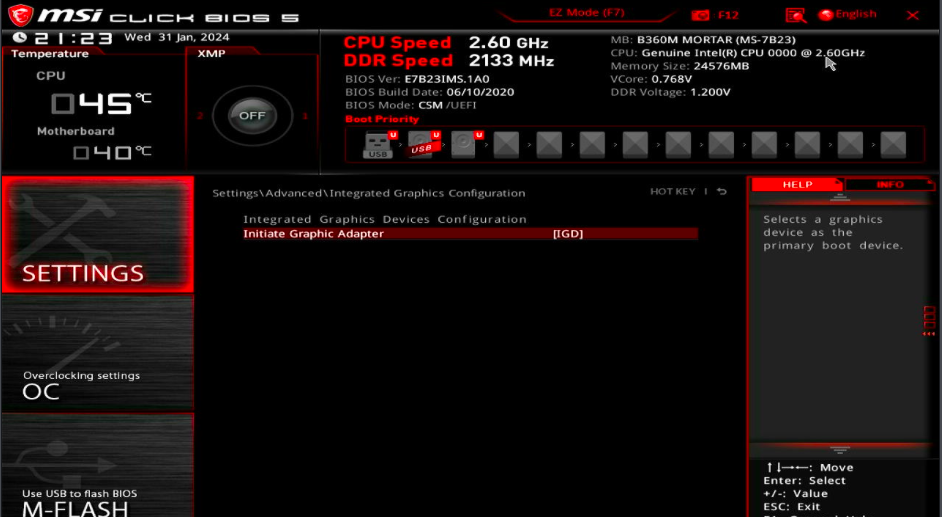 msi CLICK BIOS 5
EZ Mode (F7)
F12
English
21:23 Wed 31 Jan, 2024
Temperature
CPU
45°C
Motherboard
40°C
XMP
2
OFF
1
CPU Speed 2.60 GHz
DDR Speed 2133 MHz
BIOS Ver: E7B23IMS.1A0
BIOS Build Date: 06/10/2020
BIOS Mode: CSM /UEFI
Boot Priority
MB: B360M MORTAR (MS-7B23)
CPU: Genuine Intel(R) CPU 0000 @ 2.60GHz
Memory Size: 24576MB
VCore: 0.768V
DDR Voltage: 1.200V
U
U
U
USB
USB
SETTINGS
Overclocking settings
OC
Use USB to flash BIOS
M-FLASH
Settings\Advanced\Integrated Graphics Configuration
HOT KEY
Integrated Graphics Devices Configuration
Initiate Graphic Adapter [IGD]
HELP
INFO
Selects a graphics
device as the
primary boot device.
↑↓→←: Move
Enter: Select
+/-: Value
ESC: Exit